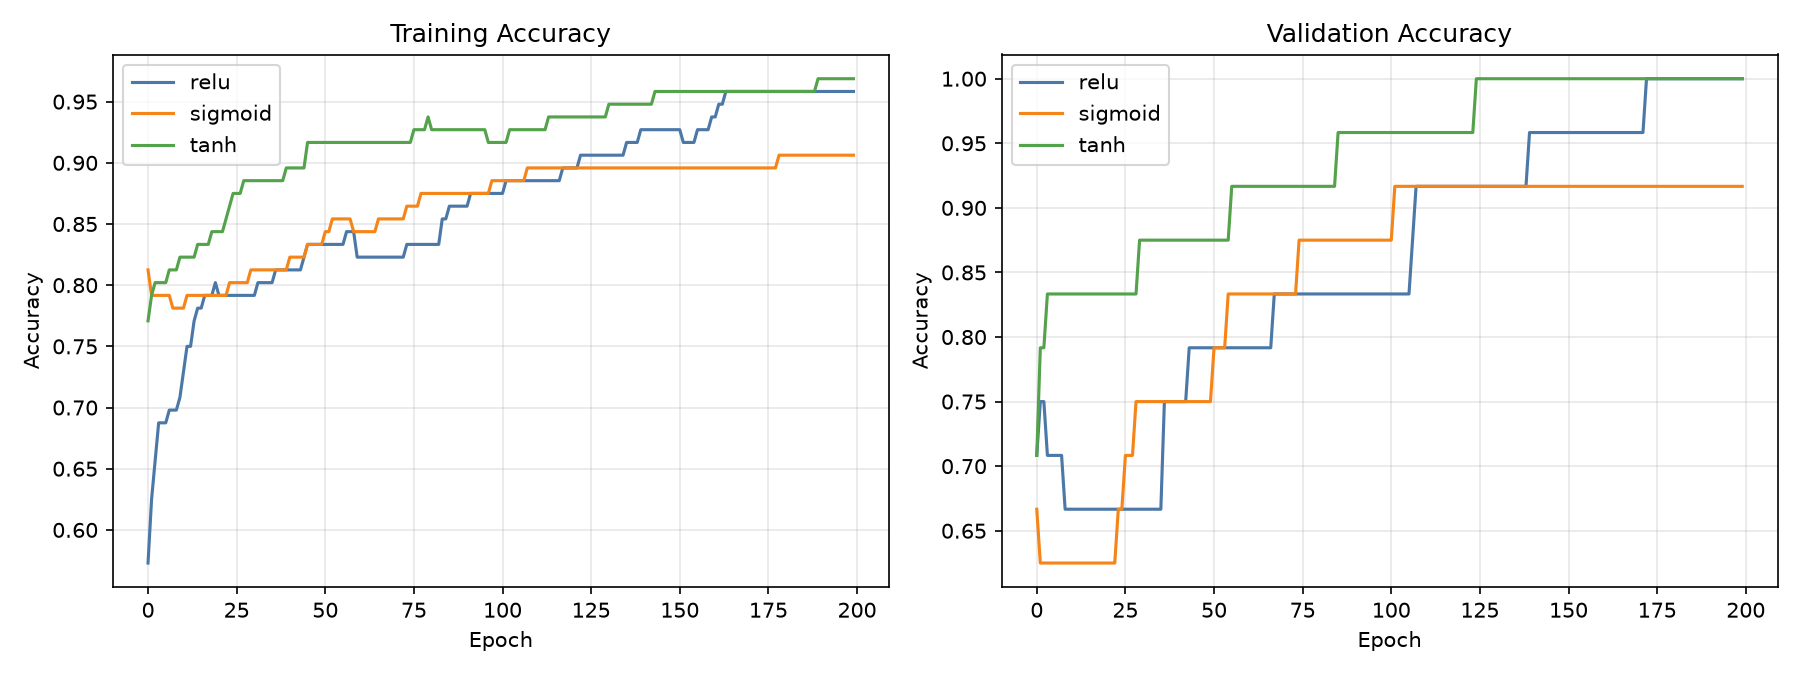 Training Accuracy
relu
sigmoid
tanh
Accuracy
0.95
0.90
0.85
0.80
0.75
0.70
0.65
0.60
0 25 50 75 100 125 150 175 200
Epoch
Validation Accuracy
relu
sigmoid
tanh
Accuracy
1.00
0.95
0.90
0.85
0.80
0.75
0.70
0.65
0 25 50 75 100 125 150 175 200
Epoch